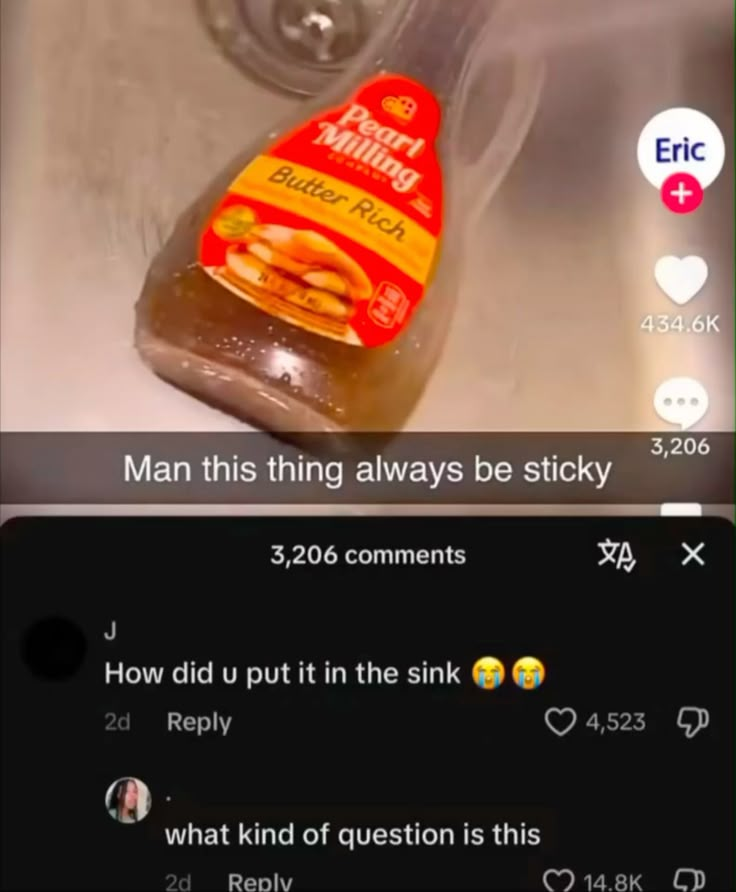 Pearl
Milling
COMPANY
Butter Rich
Eric
434.6K
3,206
Man this thing always be sticky
3,206 comments
J
How did u put it in the sink 😭😭
2d Reply 4,523
.
what kind of question is this
2d Reply 14.8K